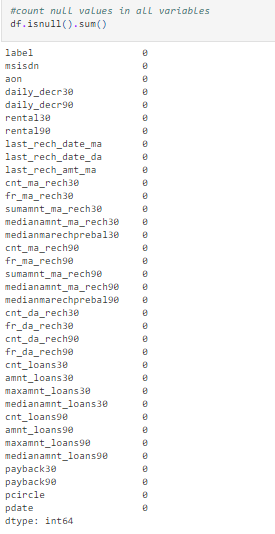 #count null values in all variables
df.isnull().sum()
label 0
msisdn 0
aon 0
daily_decr30 0
daily_decr90 0
rental30 0
rental90 0
last_rech_date_ma 0
last_rech_date_da 0
last_rech_amt_ma 0
cnt_ma_rech30 0
fr_ma_rech30 0
sumamnt_ma_rech30 0
medianamnt_ma_rech30 0
medianmarechprebal30 0
cnt_ma_rech90 0
fr_ma_rech90 0
sumamnt_ma_rech90 0
medianamnt_ma_rech90 0
medianmarechprebal90 0
cnt_da_rech30 0
fr_da_rech30 0
cnt_da_rech90 0
fr_da_rech90 0
cnt_loans30 0
amnt_loans30 0
maxamnt_loans30 0
medianamnt_loans30 0
cnt_loans90 0
amnt_loans90 0
maxamnt_loans90 0
medianamnt_loans90 0
payback30 0
payback90 0
pcircle 0
pdate 0
dtype: int64